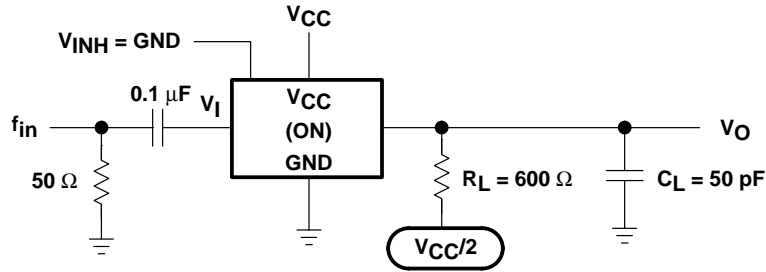 VCC
VINH = GND
0.1 μF
VI
VCC
(ON)
GND
fin
VO
50 Ω
RL = 600 Ω
CL = 50 pF
VCC/2